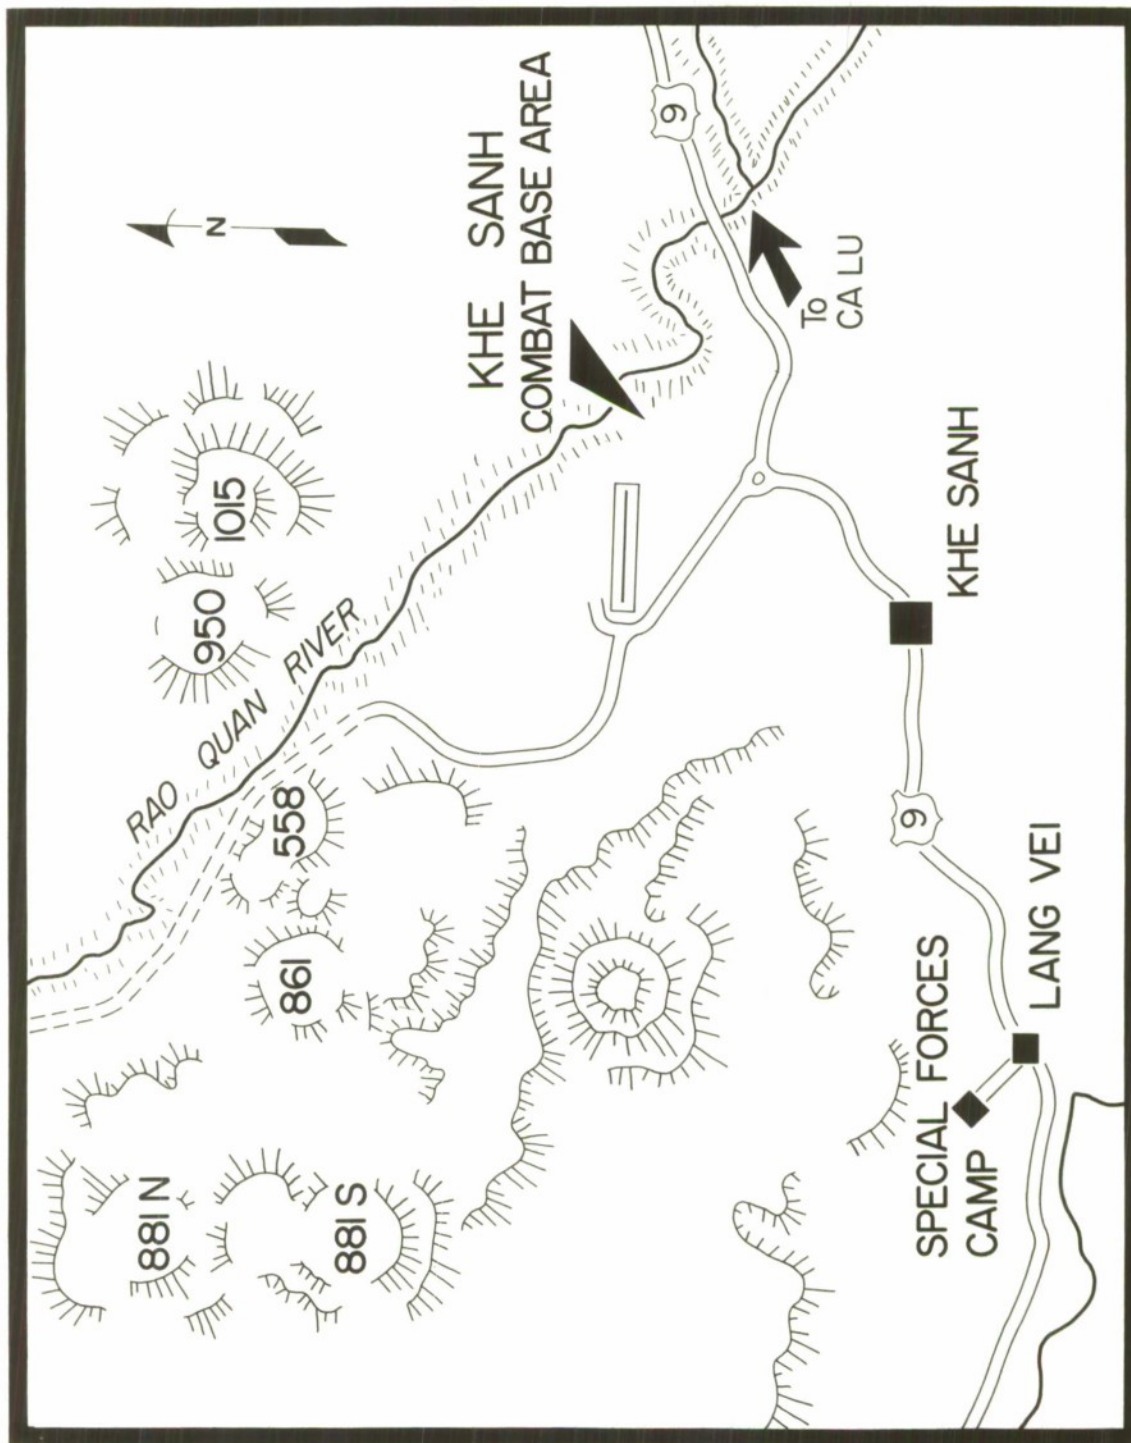 KHE SANH
COMBAT BASE AREA
N
9
To
CA LU
1015
950
RAO QUAN RIVER
558
861
881 N
881 S
KHE SANH
9
LANG VEI
SPECIAL FORCES
CAMP